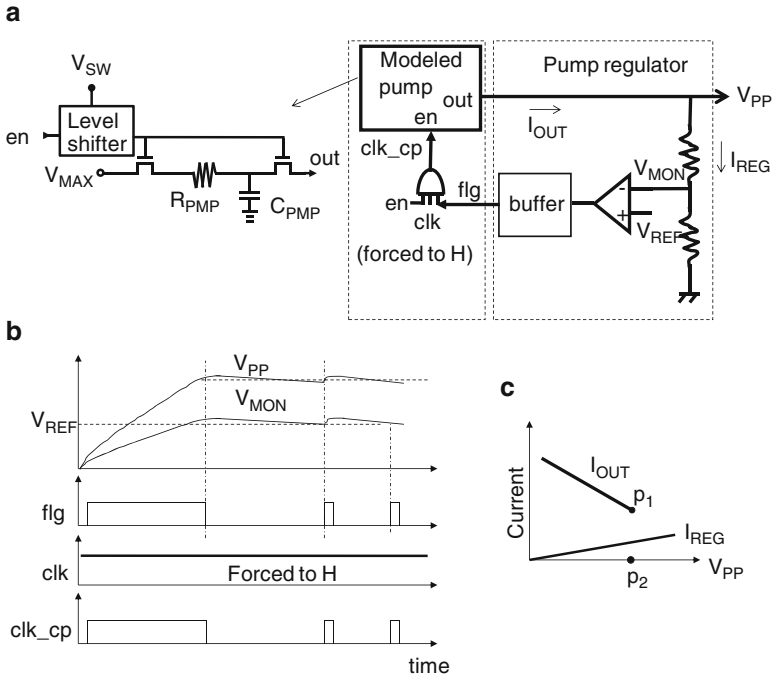 a
V_SW
Level shifter
en
V_MAX
R_PMP
C_PMP
out
Modeled pump
out
en
clk_cp
en
clk
(forced to H)
flg
Pump regulator
I_OUT
V_PP
I_REG
V_MON
buffer
-
+
V_REF
b
V_PP
V_MON
V_REF
flg
clk
Forced to H
clk_cp
time
c
Current
I_OUT
p_1
I_REG
p_2
V_PP